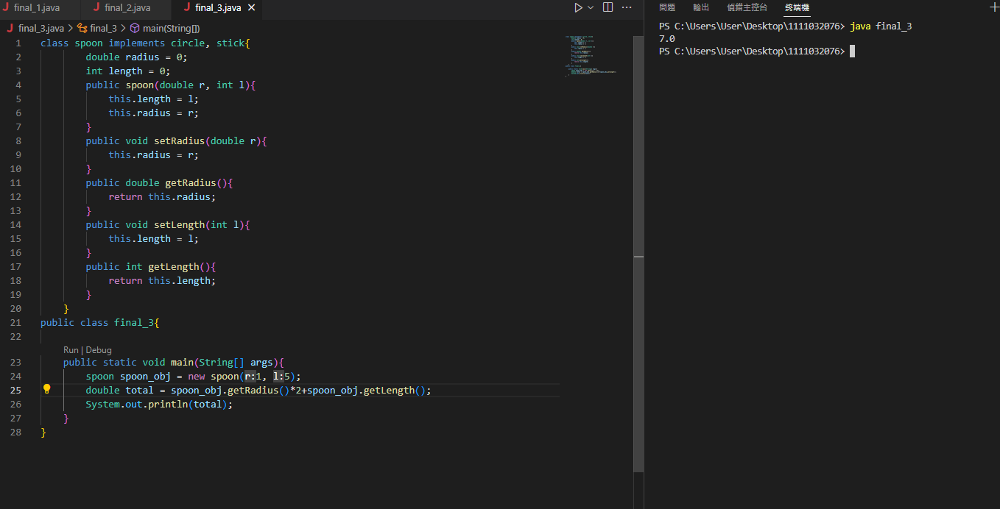 final_1.java final_2.java final_3.java
final_3.java > final_3 > main(String[])
1 class spoon implements circle, stick{
2 double radius = 0;
3 int length = 0;
4 public spoon(double r, int l){
5 this.length = l;
6 this.radius = r;
7 }
8 public void setRadius(double r){
9 this.radius = r;
10 }
11 public double getRadius(){
12 return this.radius;
13 }
14 public void setLength(int l){
15 this.length = l;
16 }
17 public int getLength(){
18 return this.length;
19 }
20 }
21 public class final_3{
22
Run | Debug
23 public static void main(String[] args){
24 spoon spoon_obj = new spoon(r:1, l:5);
25 double total = spoon_obj.getRadius()*2+spoon_obj.getLength();
26 System.out.println(total);
27 }
28 }
問題 輸出 偵錯主控台 終端機
PS C:\Users\User\Desktop\1111032076> java final_3
7.0
PS C:\Users\User\Desktop\1111032076>